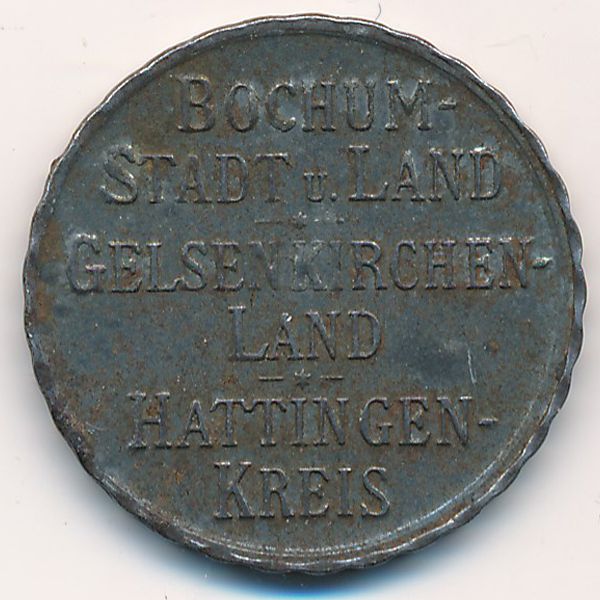 BOCHUM-
STADT U. LAND
GELSENKIRCHEN-
LAND
HATTINGEN-
KREIS